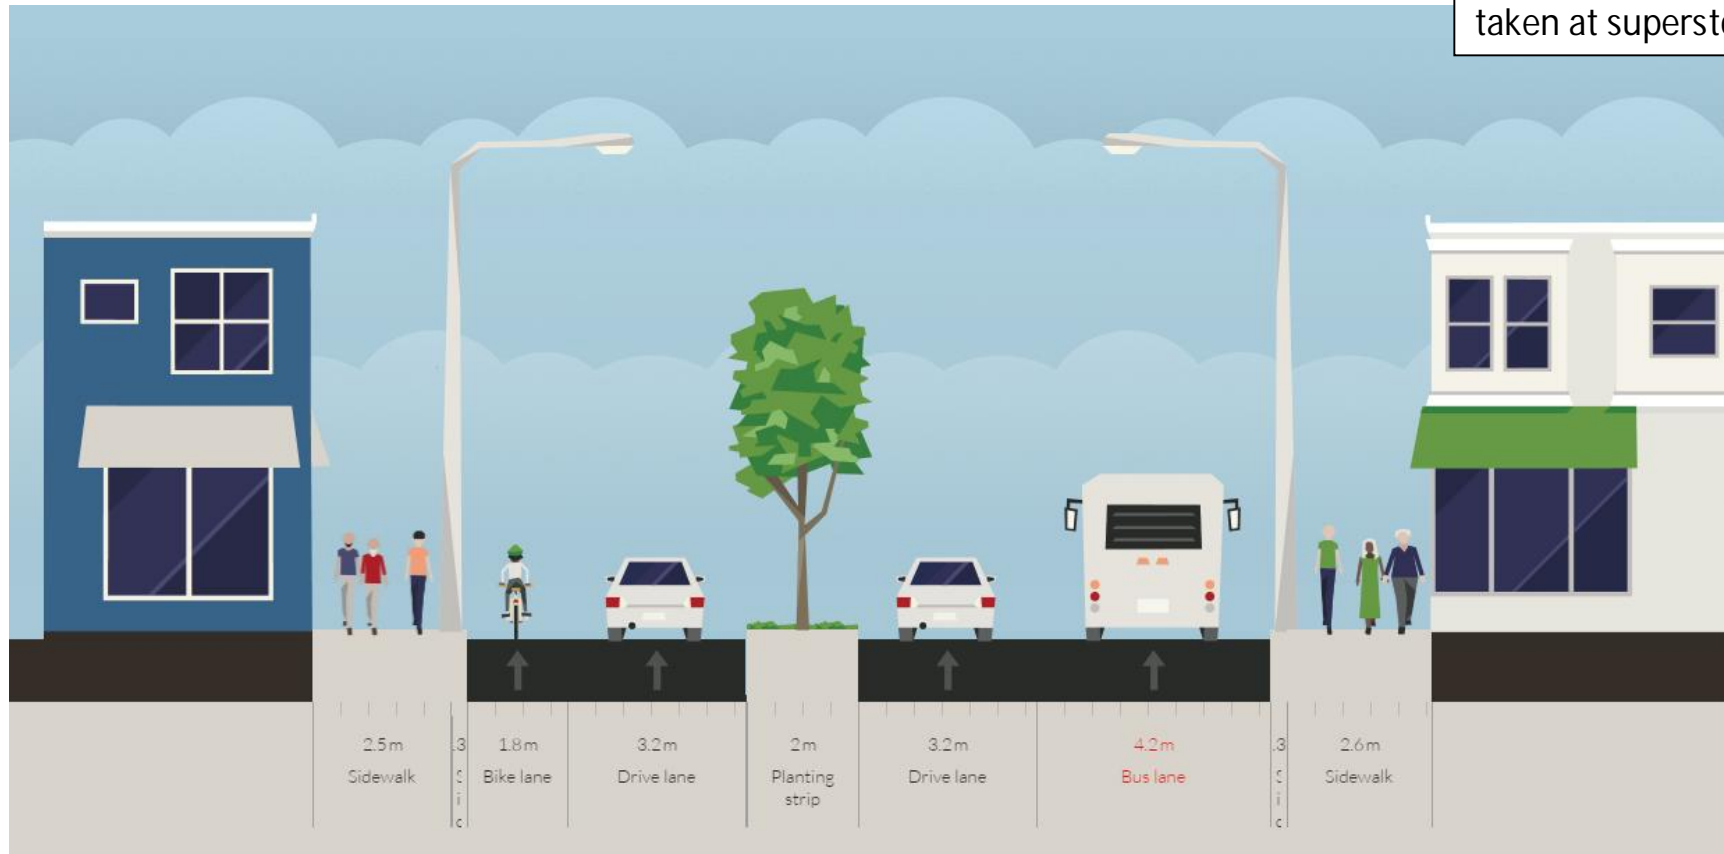 taken at
2.5m
Sidewalk
.3
1.8m
Bike lane
3.2m
Drive lane
2m
Planting
strip
3.2m
Drive lane
4.2m
Bus lane
.3
2.6m
Sidewalk